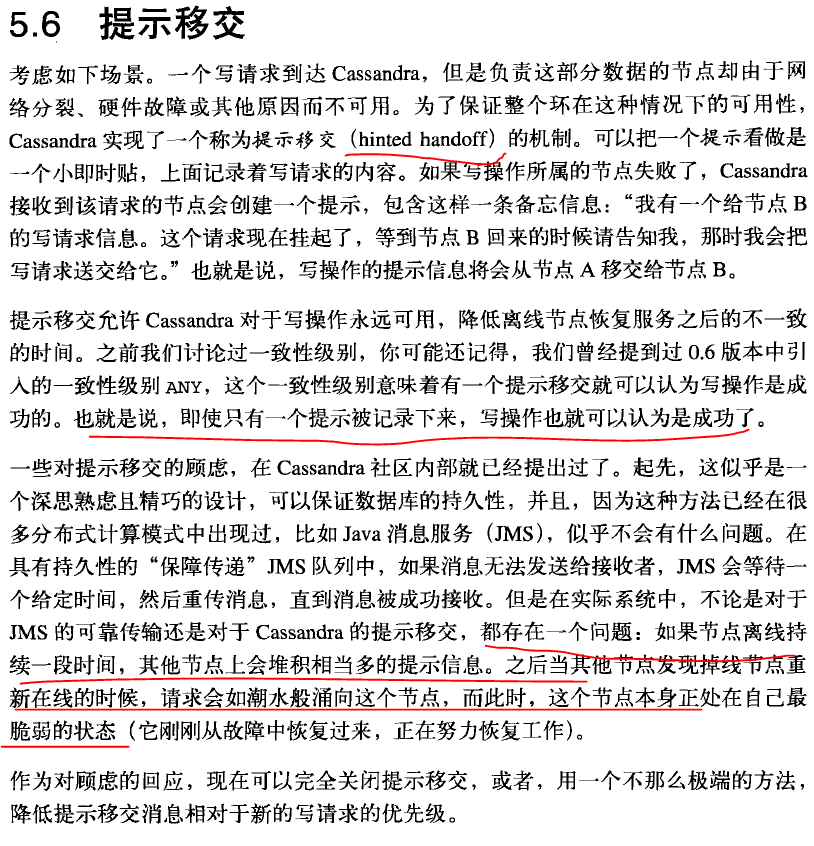 5.6 提示移交
考虑如下场景。一个写请求到达 Cassandra，但是负责这部分数据的节点却由于网
络分裂、硬件故障或其他原因而不可用。为了保证整个环在这种情况下的可用性，
Cassandra 实现了一个称为提示移交（hinted handoff）的机制。可以把一个提示看做是
一个小即时贴，上面记录着写请求的内容。如果写操作所属的节点失败了，Cassandra
接收到该请求的节点会创建一个提示，包含这样一条备忘信息：“我有一个给节点 B
的写请求信息。这个请求现在挂起了，等到节点 B 回来的时候请告知我，那时我会把
写请求送交给它。”也就是说，写操作的提示信息将会从节点 A 移交给节点 B。
提示移交允许 Cassandra 对于写操作永远可用，降低离线节点恢复服务之后的不一致
的时间。之前我们讨论过一致性级别，你可能还记得，我们曾经提到过 0.6 版本中引
入的一致性级别 ANY，这个一致性级别意味着有一个提示移交就可以认为写操作是成
功的。也就是说，即使只有一个提示被记录下来，写操作也就可以认为是成功了。
一些对提示移交的顾虑，在 Cassandra 社区内部就已经提出过了。起先，这似乎是一
个深思熟虑且精巧的设计，可以保证数据库的持久性，并且，因为这种方法已经在很
多分布式计算模式中出现过，比如 Java 消息服务（JMS），似乎不会有什么问题。在
具有持久性的“保障传递”JMS 队列中，如果消息无法发送给接收者，JMS 会等待一
个给定时间，然后重传消息，直到消息被成功接收。但是在实际系统中，不论是对于
JMS 的可靠传输还是对于 Cassandra 的提示移交，都存在一个问题：如果节点离线持
续一段时间，其他节点上会堆积相当多的提示信息。之后当其他节点发现掉线节点重
新在线的时候，请求会如潮水般涌向这个节点，而此时，这个节点本身正处在自己最
脆弱的状态（它刚刚从故障中恢复过来，正在努力恢复工作）。
作为对顾虑的回应，现在可以完全关闭提示移交，或者，用一个不那么极端的方法，
降低提示移交消息相对于新的写请求的优先级。